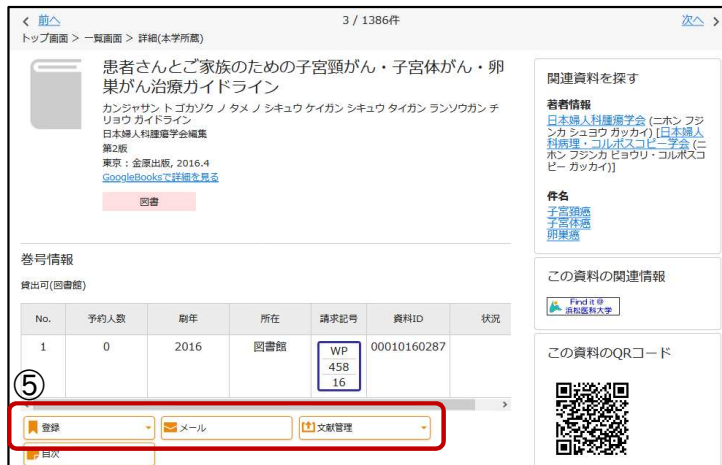 前へ
3 / 1386件
次へ
トップ画面 > 一覧画面 > 詳細(本学所蔵)
患者さんとご家族のための子宮頸がん・子宮体がん・卵
巣がん治療ガイドライン
カンジャサン ト ゴカゾク ノ タメ ノ シキュウ ケイガン シキュウ タイガン ランソウガン チ
リョウ ガイドライン
日本婦人科腫瘍学会編集
第2版
東京 : 金原出版, 2016.4
GoogleBooksで詳細を見る
図書
巻号情報
貸出可(図書館)
No. 予約人数 刷年 所在 請求記号 資料ID 状況
1 0 2016 図書館 WP 00010160287
458
16
⑤
登録 メール 文献管理
目次
関連資料を探す
著者情報
日本婦人科腫瘍学会 (ニホン フジ
ンカ シュヨウ ガッカイ) [日本婦人
科病理・コルポスコピー学会 (ニ
ホン フジンカ ビョウリ・コルポスコ
ピー ガッカイ)]
件名
子宮頚癌
子宮体癌
卵巣癌
この資料の関連情報
Find it @
浜松医科大学
この資料のQRコード